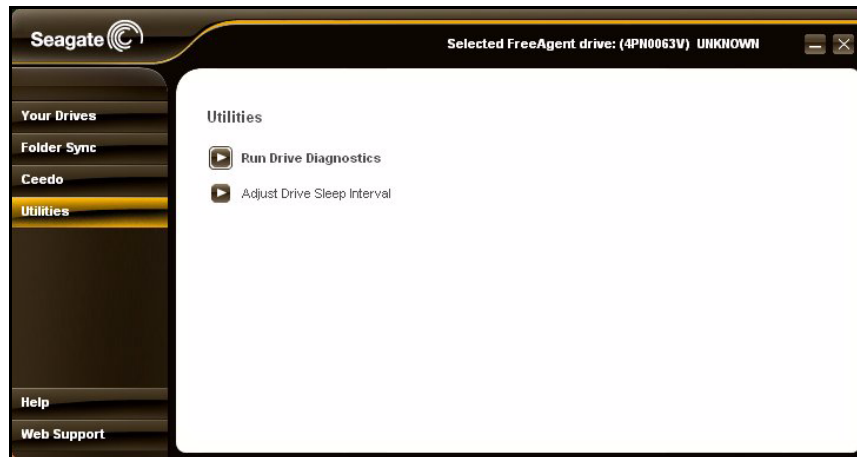 Seagate
Selected FreeAgent drive: (4PN0063V) UNKNOWN
Your Drives
Folder Sync
Ceedo
Utilities
Help
Web Support
Utilities
Run Drive Diagnostics
Adjust Drive Sleep Interval